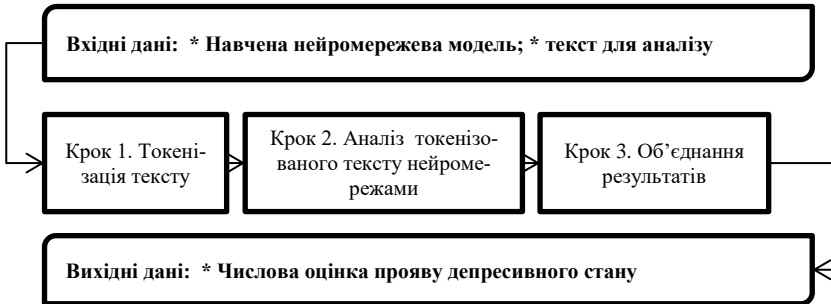 Вхідні дані: * Навчена нейромережева модель; * текст для аналізу
Крок 1. Токені-
зація тексту
Крок 2. Аналіз токенізо-
ваного тексту нейроме-
режами
Крок 3. Об’єднання
результатів
Вихідні дані: * Числова оцінка прояву депресивного стану